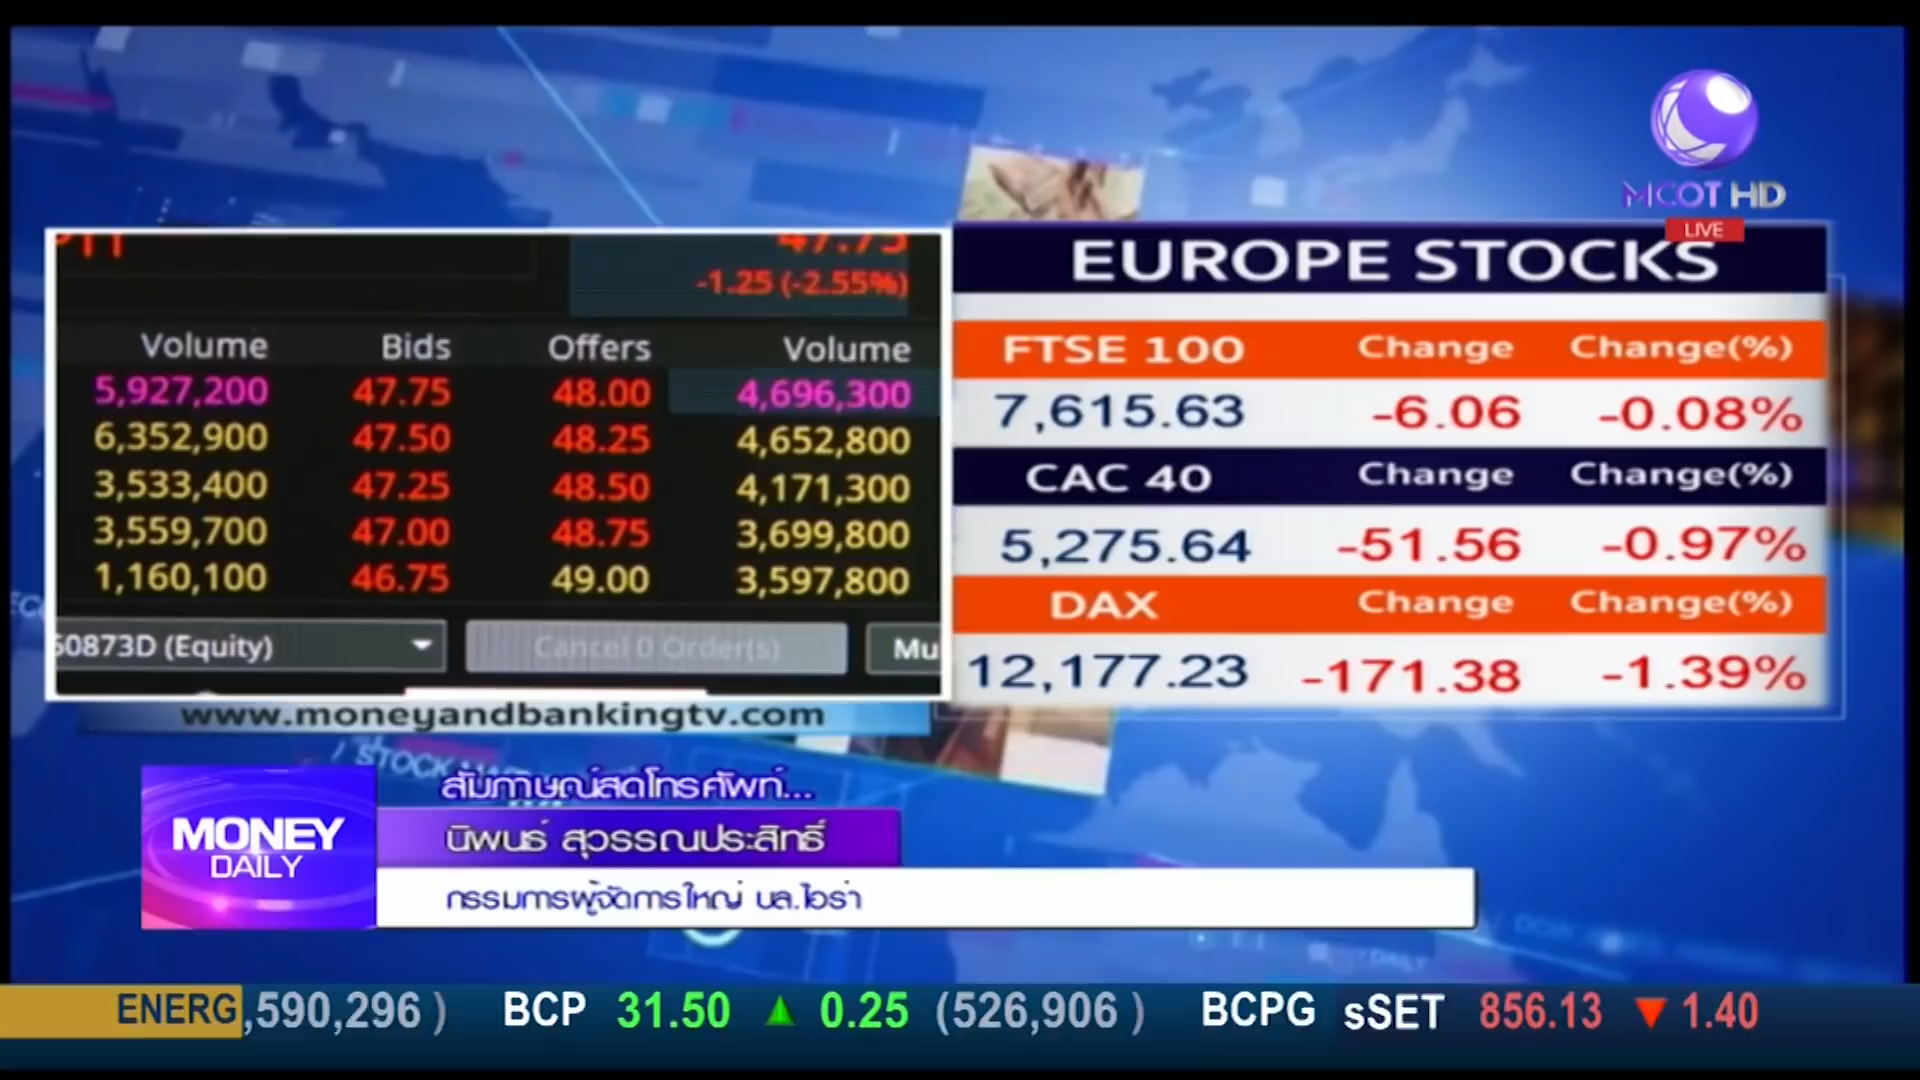 MCOT HD
LIVE
PTT
47.75
-1.25 (-2.55%)
Volume Bids Offers Volume
5,927,200 47.75 48.00 4,696,300
6,352,900 47.50 48.25 4,652,800
3,533,400 47.25 48.50 4,171,300
3,559,700 47.00 48.75 3,699,800
1,160,100 46.75 49.00 3,597,800
60873D (Equity) Cancel 0 Order(s) Mu
EUROPE STOCKS
FTSE 100 Change Change(%)
7,615.63 -6.06 -0.08%
CAC 40 Change Change(%)
5,275.64 -51.56 -0.97%
DAX Change Change(%)
12,177.23 -171.38 -1.39%
www.moneyandbankingtv.com
STOCK
MONEY
DAILY
สัมภาษณ์สดโทรศัพท์...
นิพนธ์ สุวรรณประสิทธิ์
กรรมการผู้จัดการใหญ่ บล.ไอร่า
ENERG ,590,296 ) BCP 31.50 ▲ 0.25 (526,906 ) BCPG sSET 856.13 ▼ 1.40